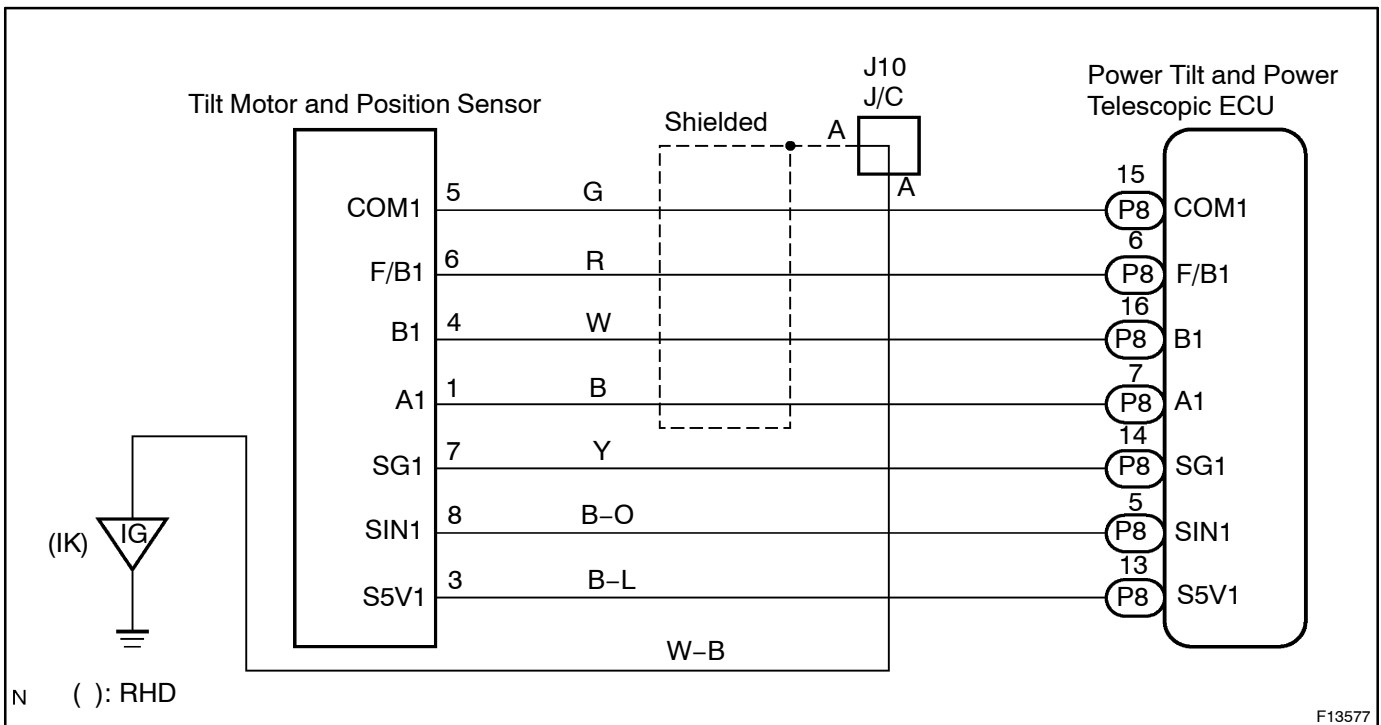 J10
J/C
Power Tilt and Power
Telescopic ECU
Tilt Motor and Position Sensor
Shielded
A
A
COM1 5 G 15 P8 COM1
F/B1 6 R 6 P8 F/B1
B1 4 W 16 P8 B1
A1 1 B 7 P8 A1
SG1 7 Y 14 P8 SG1
SIN1 8 B–O 5 P8 SIN1
S5V1 3 B–L 13 P8 S5V1
(IK) IG
W–B
N ( ): RHD
F13577